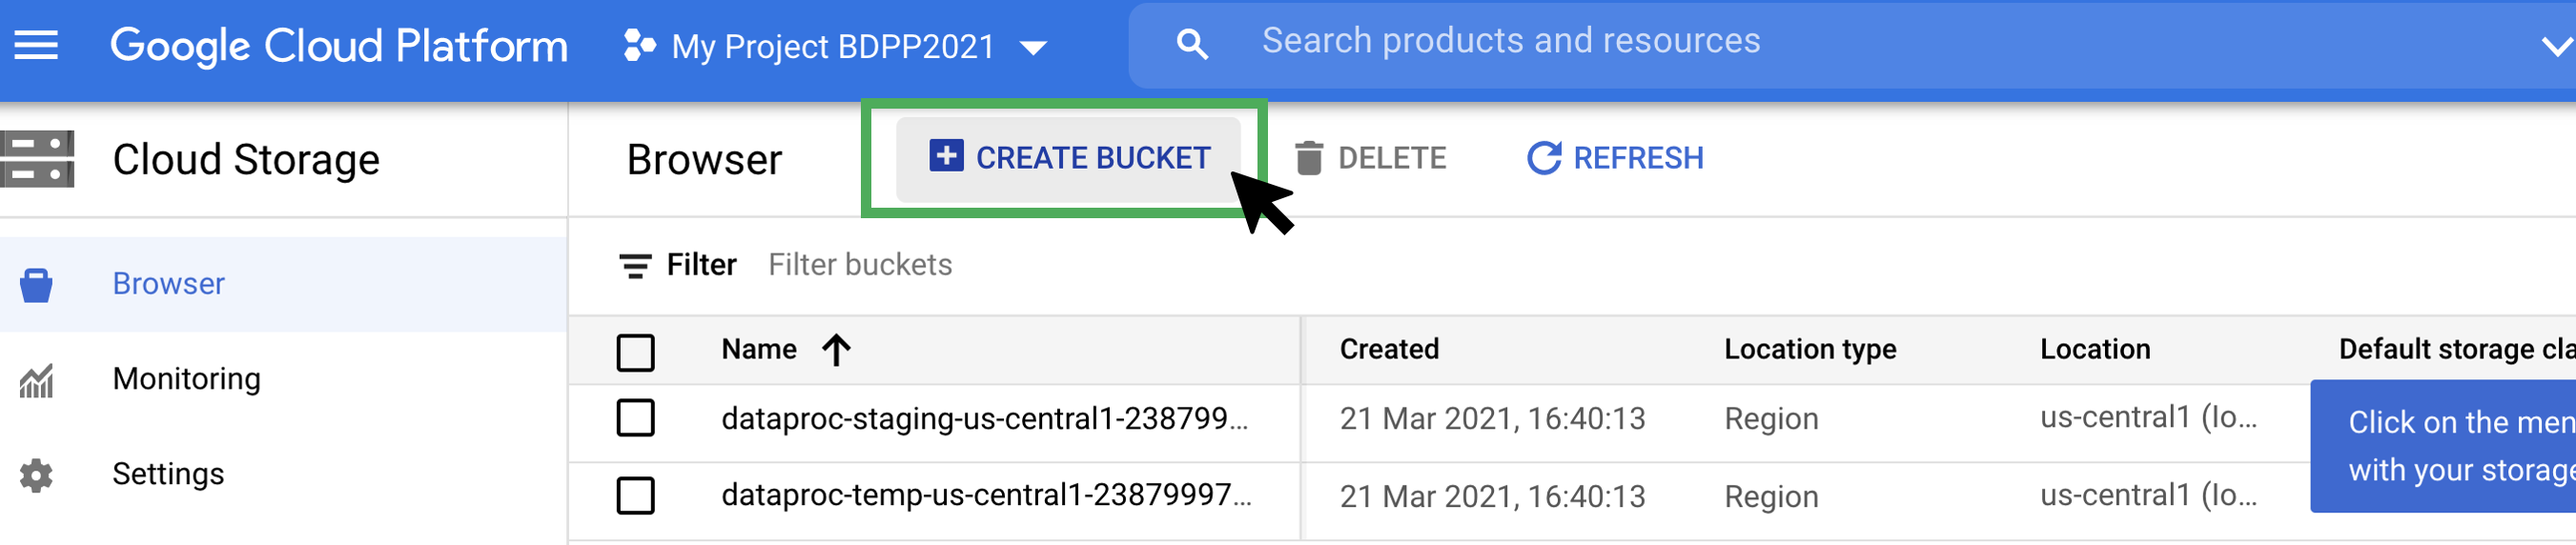 Google Cloud Platform My Project BDPP2021 Search products and resources
Cloud Storage Browser CREATE BUCKET DELETE REFRESH
Browser
Monitoring
Settings
Filter Filter buckets
Name Created Location type Location Default storage cla
dataproc-staging-us-central1-238799... 21 Mar 2021, 16:40:13 Region us-central1 (lo...
dataproc-temp-us-central1-23879997... 21 Mar 2021, 16:40:13 Region us-central1 (lo...
Click on the men
with your storage